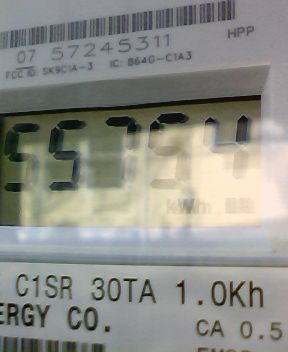 HPP
07 57245311
FCC ID: SK9C1A-3 IC: 864G-C1A3
55754
kWh
C1SR 30TA 1.0Kh
ERGY CO.
CA 0.5